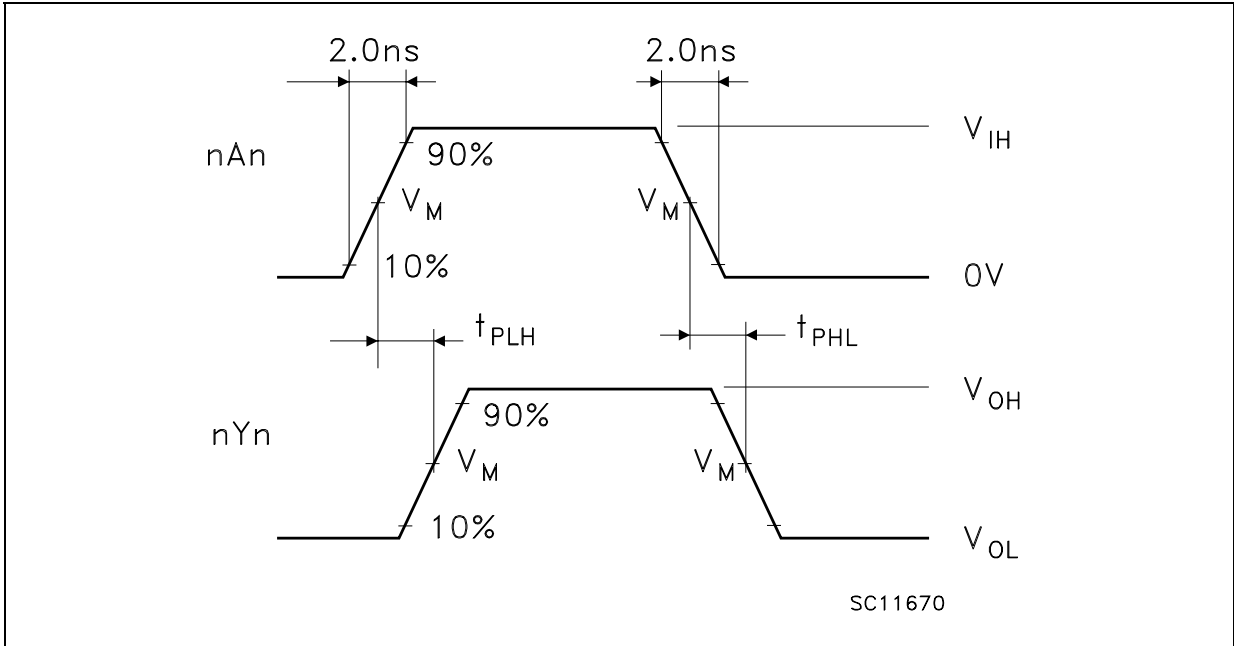 2.0ns 2.0ns
nAn
V_IH
90%
V_M V_M
10%
0V
t_PLH t_PHL
nYn
V_OH
90%
V_M V_M
10%
V_OL
SC11670